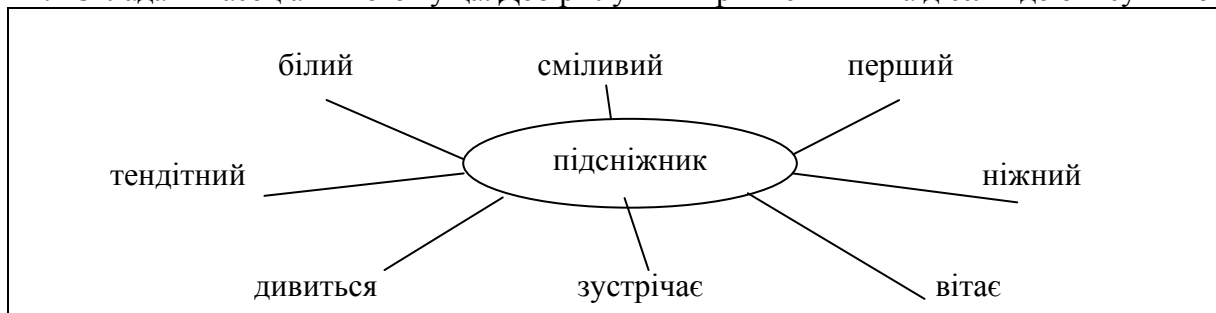 білий сміливий перший
підсніжник
тендітний ніжний
дивиться зустрічає вітає